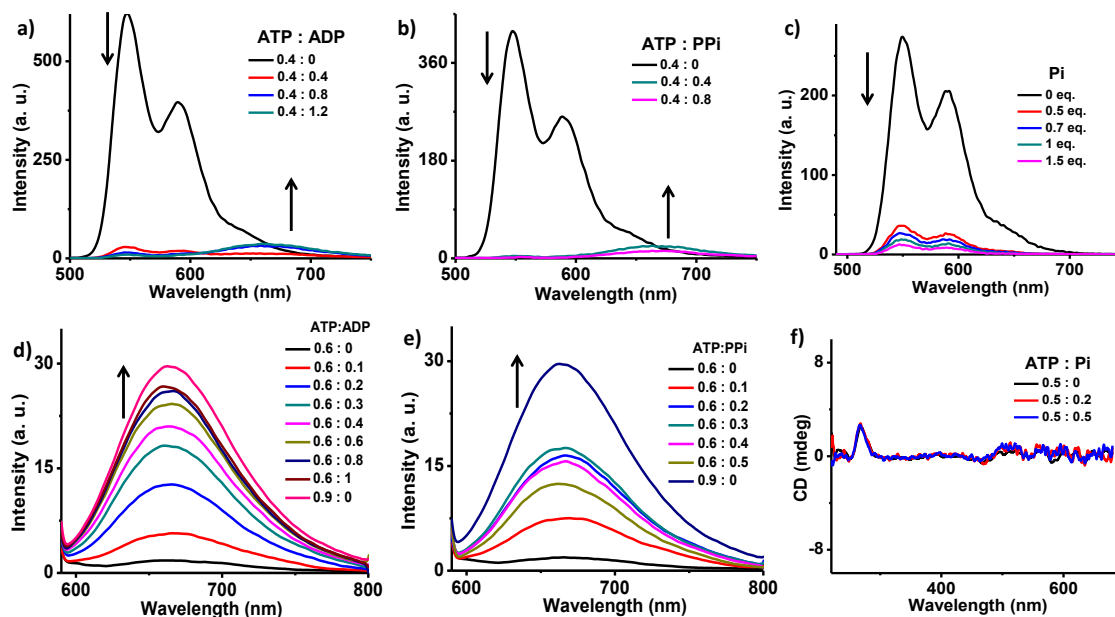 a)
ATP : ADP
0.4 : 0
0.4 : 0.4
0.4 : 0.8
0.4 : 1.2
Intensity (a. u.)
500
250
0
500
600
700
Wavelength (nm)
b)
ATP : PPi
0.4 : 0
0.4 : 0.4
0.4 : 0.8
Intensity (a. u.)
360
180
0
500
600
700
Wavelength (nm)
c)
Pi
0 eq.
0.5 eq.
0.7 eq.
1 eq.
1.5 eq.
Intensity (a. u.)
200
100
0
500
600
700
Wavelength (nm)
d)
ATP:ADP
0.6 : 0
0.6 : 0.1
0.6 : 0.2
0.6 : 0.3
0.6 : 0.4
0.6 : 0.6
0.6 : 0.8
0.6 : 1
0.9 : 0
Intensity (a. u.)
30
15
0
600
700
800
Wavelength (nm)
e)
ATP:PPi
0.6 : 0
0.6 : 0.1
0.6 : 0.2
0.6 : 0.3
0.6 : 0.4
0.6 : 0.5
0.9 : 0
Intensity (a. u.)
30
15
0
600
700
800
Wavelength (nm)
f)
ATP : Pi
0.5 : 0
0.5 : 0.2
0.5 : 0.5
CD (mdeg)
8
0
-8
300
400
500
600
Wavelength (nm)